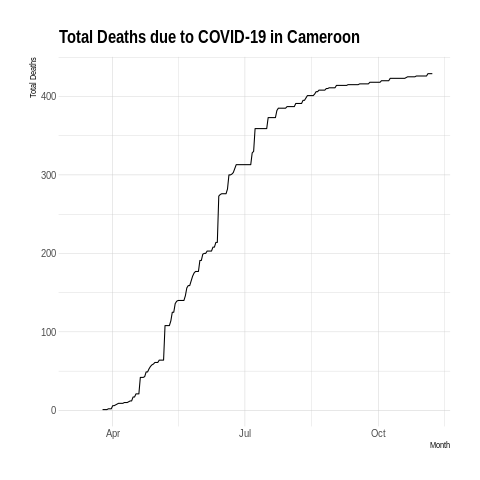 Total Deaths due to COVID-19 in Cameroon
Total Deaths
400
300
200
100
0
Apr
Jul
Oct
Month